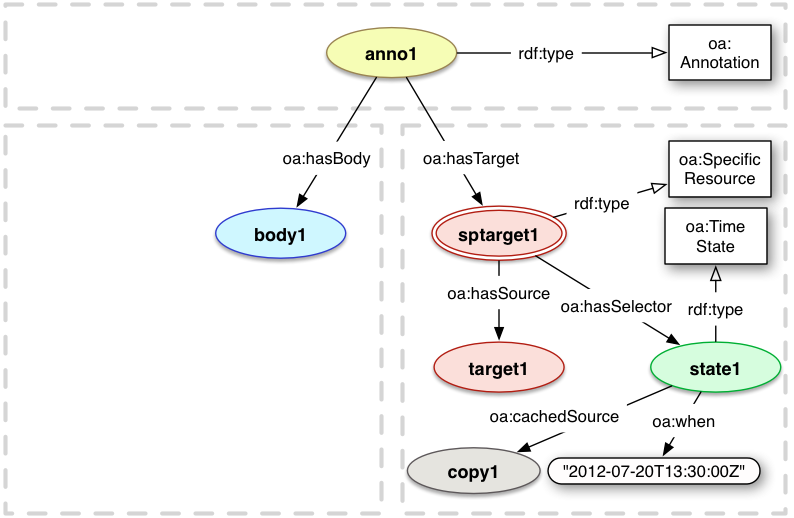 anno1
rdf:type
oa:
Annotation
oa:hasBody
oa:hasTarget
oa:Specific
Resource
rdf:type
body1
sptarget1
oa:Time
State
oa:hasSource
oa:hasSelector
rdf:type
target1
state1
oa:cachedSource
oa:when
copy1
"2012-07-20T13:30:00Z"